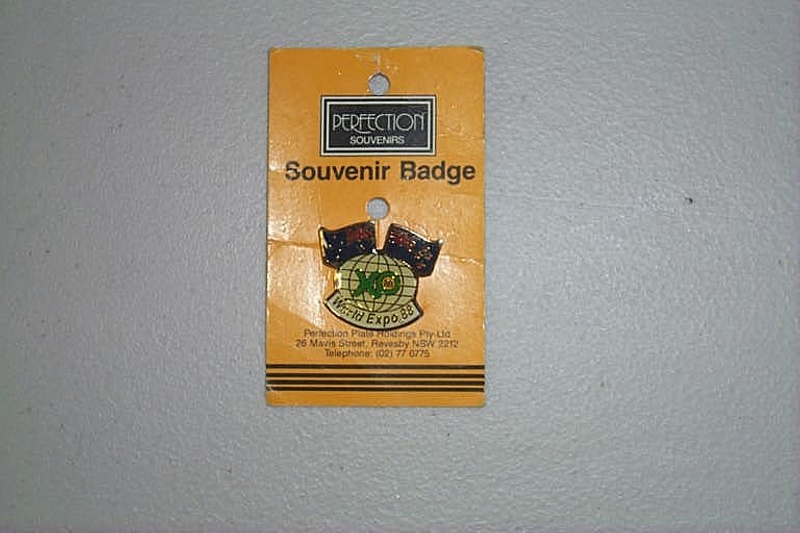 PERFECTION
SOUVENIRS
Souvenir Badge
XPO
World Expo 88
Perfection Plate Holdings Pty Ltd
26 Mavis Street, Revesby NSW 2212
Telephone: (02) 77 0775